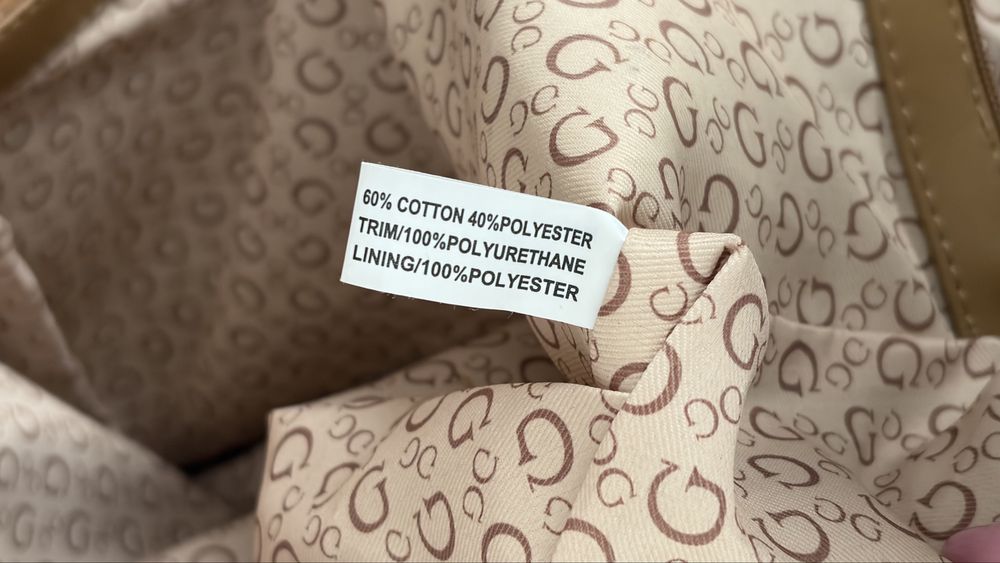 60% COTTON 40%POLYESTER
TRIM/100%POLYURETHANE
LINING/100%POLYESTER